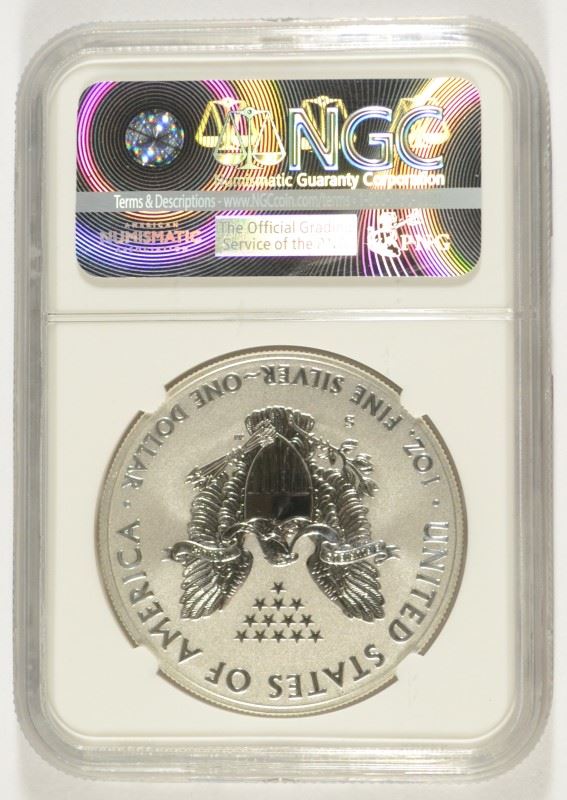 NGC
Numismatic Guaranty Corporation
Terms & Descriptions - www.NGCcoin.com/terms •
AMERICAN
NUMISMATIC
The Official Grading
Service of the
PNG
UNITED STATES OF AMERICA
1 OZ. FINE SILVER~ONE DOLLAR
S